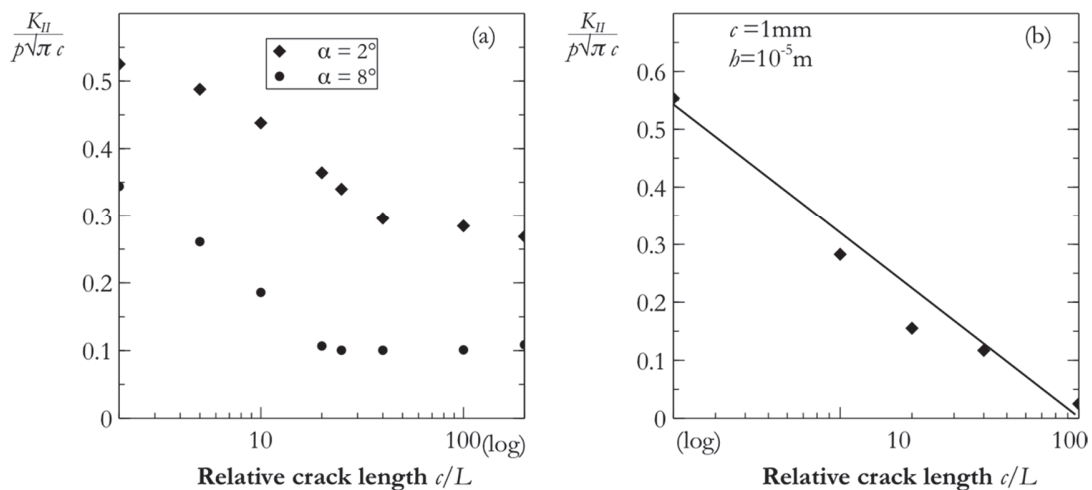 K_II / p√π c
(a)
α = 2°
α = 8°
0.5
0.4
0.3
0.2
0.1
0
10
100(log)
Relative crack length c/L
K_II / p√π c
c = 1mm
(b)
h=10⁻⁵m
0.6
0.5
0.4
0.3
0.2
0.1
0
(log)
10
100
Relative crack length c/L